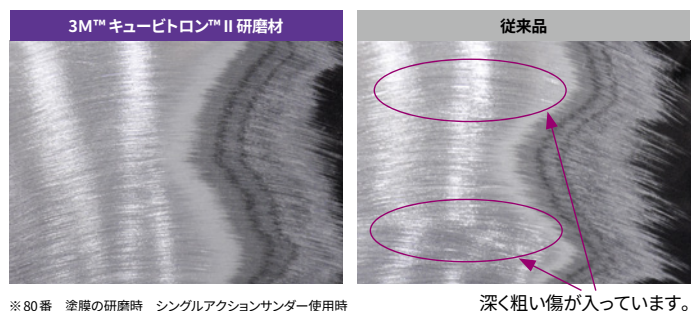 3M™ キュービトロン™ II 研磨材
従来品
※80番　塗膜の研磨時　シングルアクションサンダー使用時
深く粗い傷が入っています。